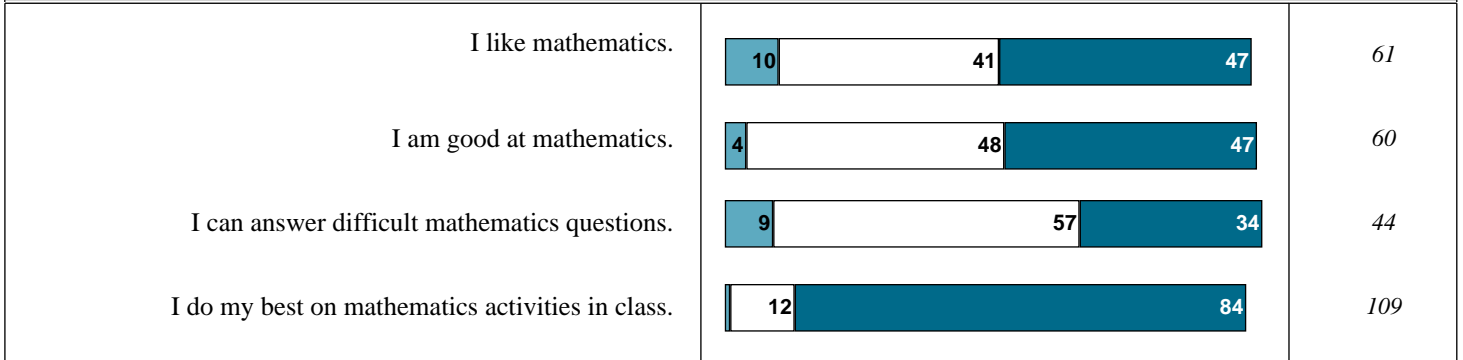 I like mathematics. 10 41 47 61
I am good at mathematics. 4 48 47 60
I can answer difficult mathematics questions. 9 57 34 44
I do my best on mathematics activities in class. 12 84 109